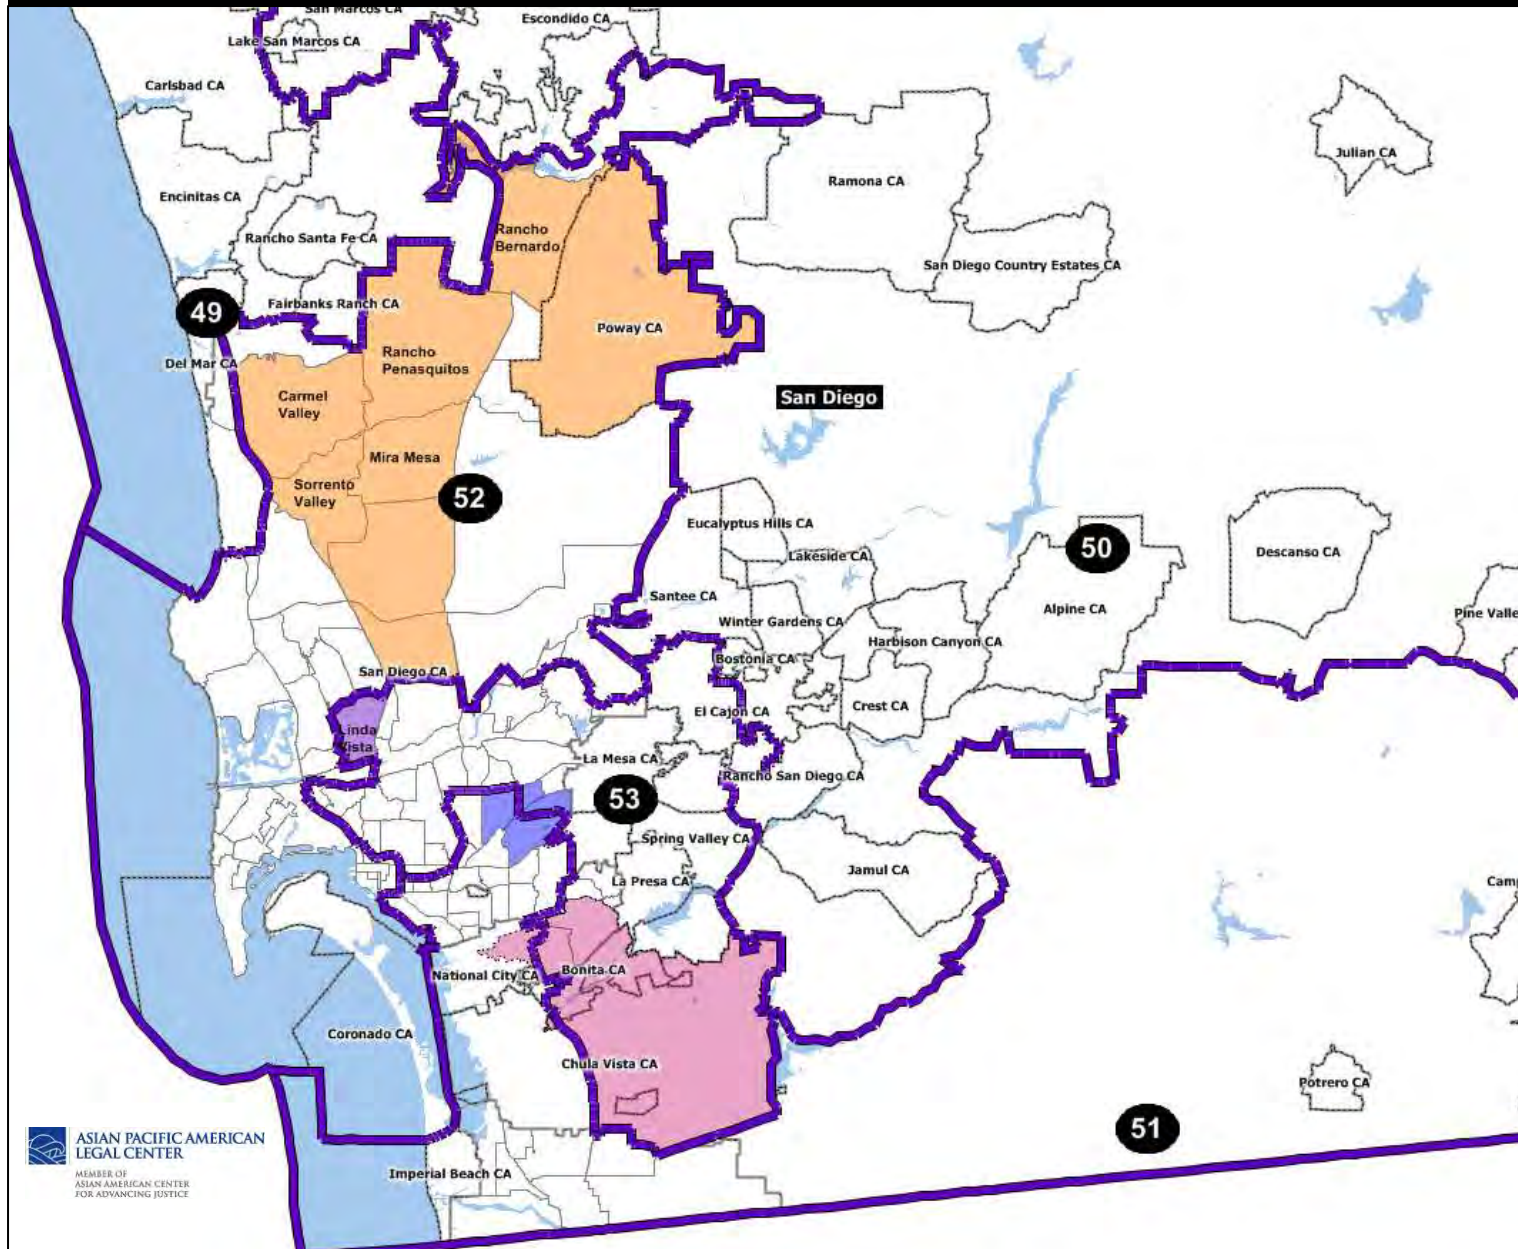 San Marcos CA
Escondido CA
Lake San Marcos CA
Carlsbad CA
Julian CA
Ramona CA
Encinitas CA
Rancho
Bernardo
Rancho Santa Fe CA
San Diego Country Estates CA
Fairbanks Ranch CA
49
Poway CA
Del Mar CA
Rancho
Penasquitos
San Diego
Carmel
Valley
Mira Mesa
Sorrento
Valley
52
Eucalyptus Hills CA
50
Descanso CA
Lakeside CA
Santee CA
Alpine CA
Pine Valle
Winter Gardens CA
Harbison Canyon CA
Bostonia CA
San Diego CA
Crest CA
El Cajon CA
Linda
Vista
La Mesa CA
Rancho San Diego CA
53
Spring Valley CA
Jamul CA
La Presa CA
Camp
National City CA
Bonita CA
Coronado CA
Chula Vista CA
Potrero CA
51
ASIAN PACIFIC AMERICAN
LEGAL CENTER
MEMBER OF
ASIAN AMERICAN CENTER
FOR ADVANCING JUSTICE
Imperial Beach CA